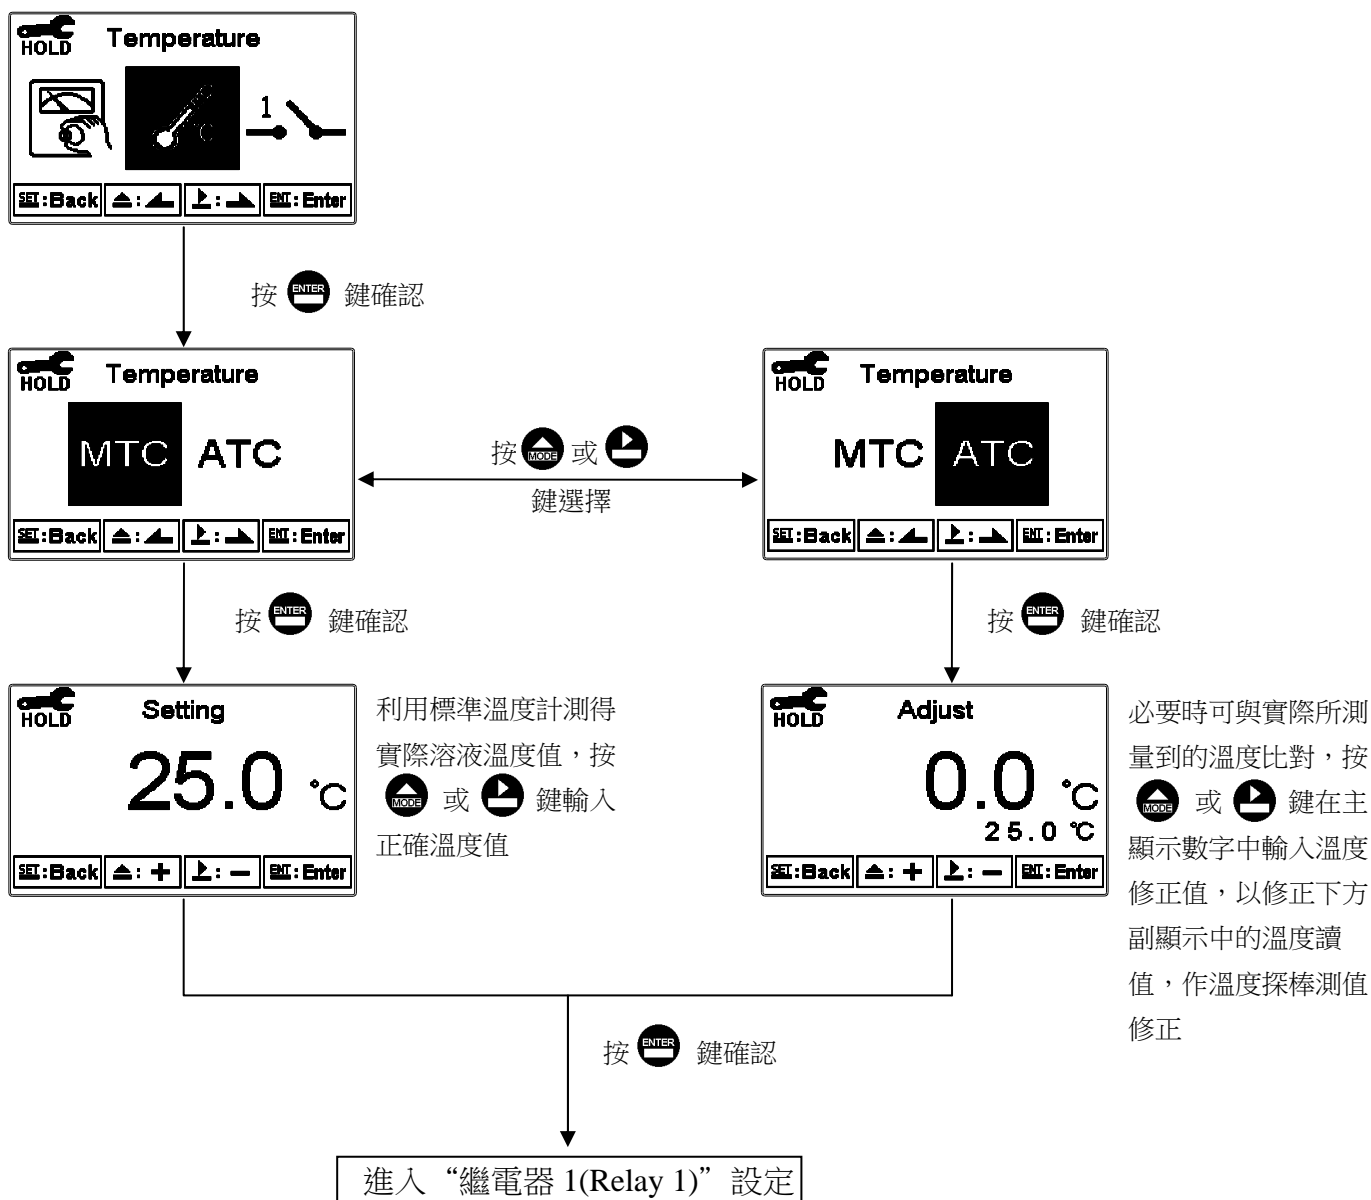 HOLD Temperature
°C 1
SET:Back ▲: : ENT:Enter
按 ENTER 鍵確認
HOLD Temperature
MTC ATC
SET:Back ▲: : ENT:Enter
按 MODE 或
鍵選擇
HOLD Temperature
MTC ATC
SET:Back ▲: : ENT:Enter
按 ENTER 鍵確認
按 ENTER 鍵確認
HOLD Setting
25.0 °C
SET:Back ▲:+ :− ENT:Enter
利用標準溫度計測得
實際溶液溫度值，按
MODE 或 鍵輸入
正確溫度值
HOLD Adjust
0.0 °C
25.0 °C
SET:Back ▲:+ :− ENT:Enter
必要時可與實際所測
量到的溫度比對，按
MODE 或 鍵在主
顯示數字中輸入溫度
修正值，以修正下方
副顯示中的溫度讀
值，作溫度探棒測值
修正
按 ENTER 鍵確認
進入“繼電器 1(Relay 1)”設定